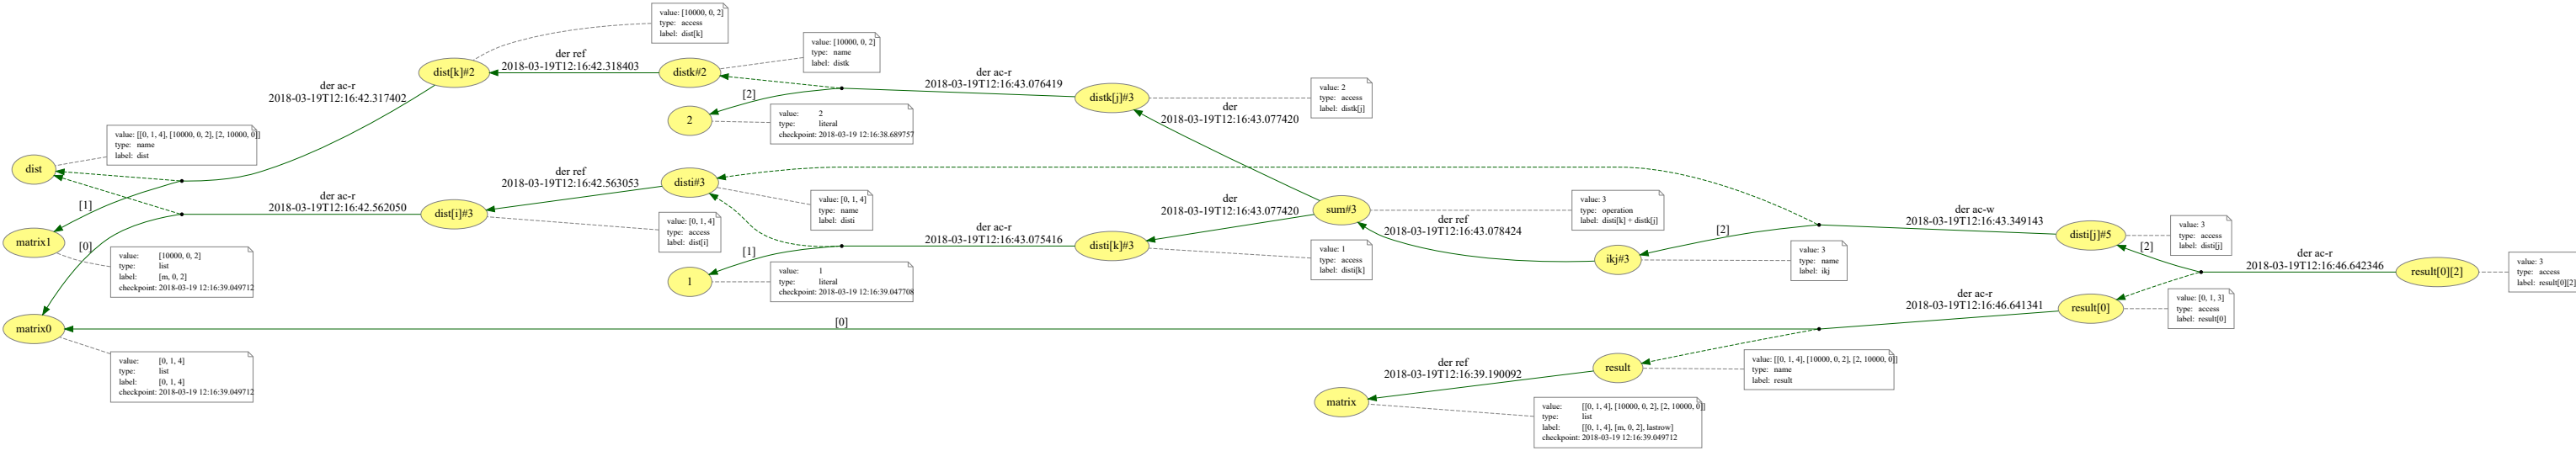 value: [10000, 0, 2]
type: access
label: dist[k]
dist[k]#2
der ref
2018-03-19T12:16:42.318403
distk#2
value: [10000, 0, 2]
type: name
label: distk
der ac-r
2018-03-19T12:16:42.317402
[2]
der ac-r
2018-03-19T12:16:43.076419
distk[j]#3
value: 2
type: access
label: distk[j]
2
value: 2
type: literal
checkpoint: 2018-03-19 12:16:38.689757
der
2018-03-19T12:16:43.077420
value: [[0, 1, 4], [10000, 0, 2], [2, 10000, 0]]
type: name
label: dist
dist
der ref
2018-03-19T12:16:42.563053
disti#3
value: [0, 1, 4]
type: name
label: disti
[1]
der ac-r
2018-03-19T12:16:42.562050
dist[i]#3
value: [0, 1, 4]
type: access
label: dist[i]
der
2018-03-19T12:16:43.077420
sum#3
value: 3
type: operation
label: disti[k] + distk[j]
der ac-w
2018-03-19T12:16:43.349143
disti[j]#5
value: 3
type: access
label: disti[j]
matrix1
[0]
value: [10000, 0, 2]
type: list
label: [m, 0, 2]
checkpoint: 2018-03-19 12:16:39.049712
[1]
der ac-r
2018-03-19T12:16:43.075416
disti[k]#3
value: 1
type: access
label: disti[k]
der ref
2018-03-19T12:16:43.078424
[2]
ikj#3
value: 3
type: name
label: ikj
[2]
der ac-r
2018-03-19T12:16:46.642346
result[0][2]
value: 3
type: access
label: result[0][2]
1
value: 1
type: literal
checkpoint: 2018-03-19 12:16:39.047708
der ac-r
2018-03-19T12:16:46.641341
result[0]
value: [0, 1, 3]
type: access
label: result[0]
matrix0
[0]
value: [0, 1, 4]
type: list
label: [0, 1, 4]
checkpoint: 2018-03-19 12:16:39.049712
der ref
2018-03-19T12:16:39.190092
result
value: [[0, 1, 4], [10000, 0, 2], [2, 10000, 0]]
type: name
label: result
matrix
value: [[0, 1, 4], [10000, 0, 2], [2, 10000, 0]]
type: list
label: [[0, 1, 4], [m, 0, 2], lastrow]
checkpoint: 2018-03-19 12:16:39.049712